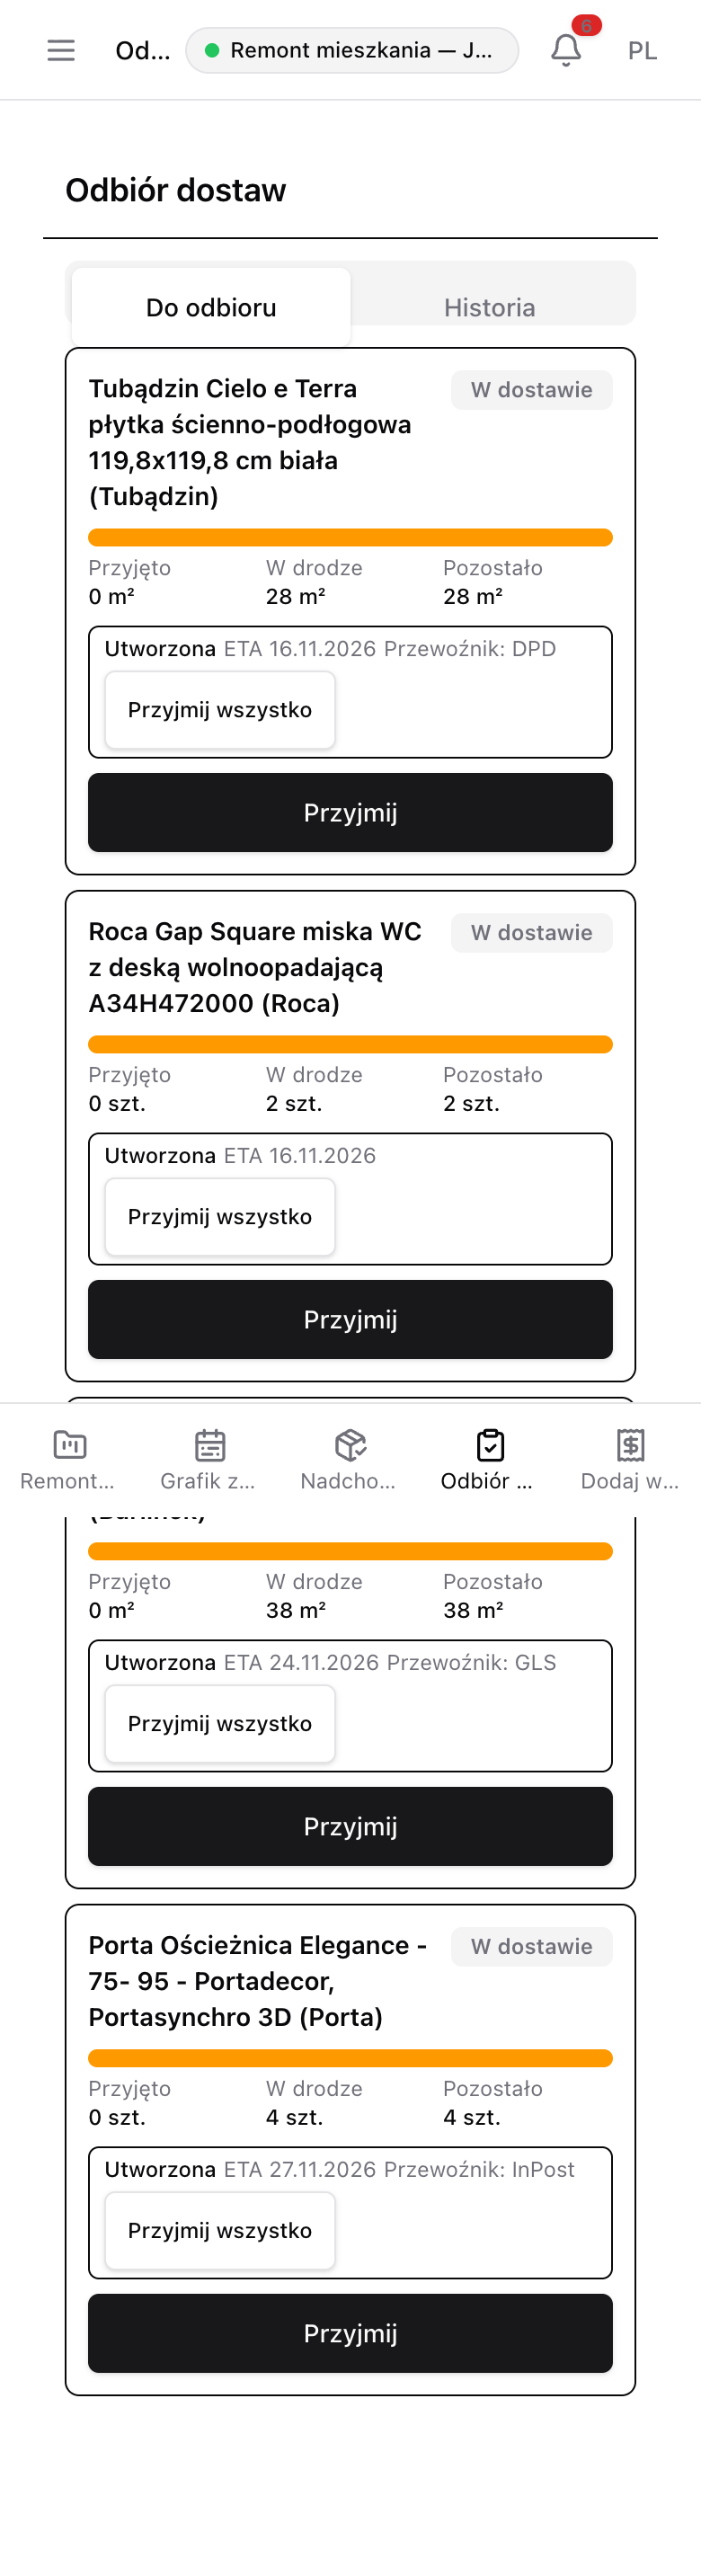 Od...
Remont mieszkania — J...
6
PL
Odbiór dostaw
Do odbioru
Historia
Tubądzin Cielo e Terra
płytka ścienno-podłogowa
119,8x119,8 cm biała
(Tubądzin)
W dostawie
Przyjęto
W drodze
Pozostało
0 m²
28 m²
28 m²
Utworzona ETA 16.11.2026 Przewoźnik: DPD
Przyjmij wszystko
Przyjmij
Roca Gap Square miska WC
z deską wolnoopadającą
A34H472000 (Roca)
W dostawie
Przyjęto
W drodze
Pozostało
0 szt.
2 szt.
2 szt.
Utworzona ETA 16.11.2026
Przyjmij wszystko
Przyjmij
Remont...
Grafik z...
Nadcho...
Odbiór ...
Dodaj w...
Przyjęto
W drodze
Pozostało
0 m²
38 m²
38 m²
Utworzona ETA 24.11.2026 Przewoźnik: GLS
Przyjmij wszystko
Przyjmij
Porta Ościeżnica Elegance -
75- 95 - Portadecor,
Portasynchro 3D (Porta)
W dostawie
Przyjęto
W drodze
Pozostało
0 szt.
4 szt.
4 szt.
Utworzona ETA 27.11.2026 Przewoźnik: InPost
Przyjmij wszystko
Przyjmij